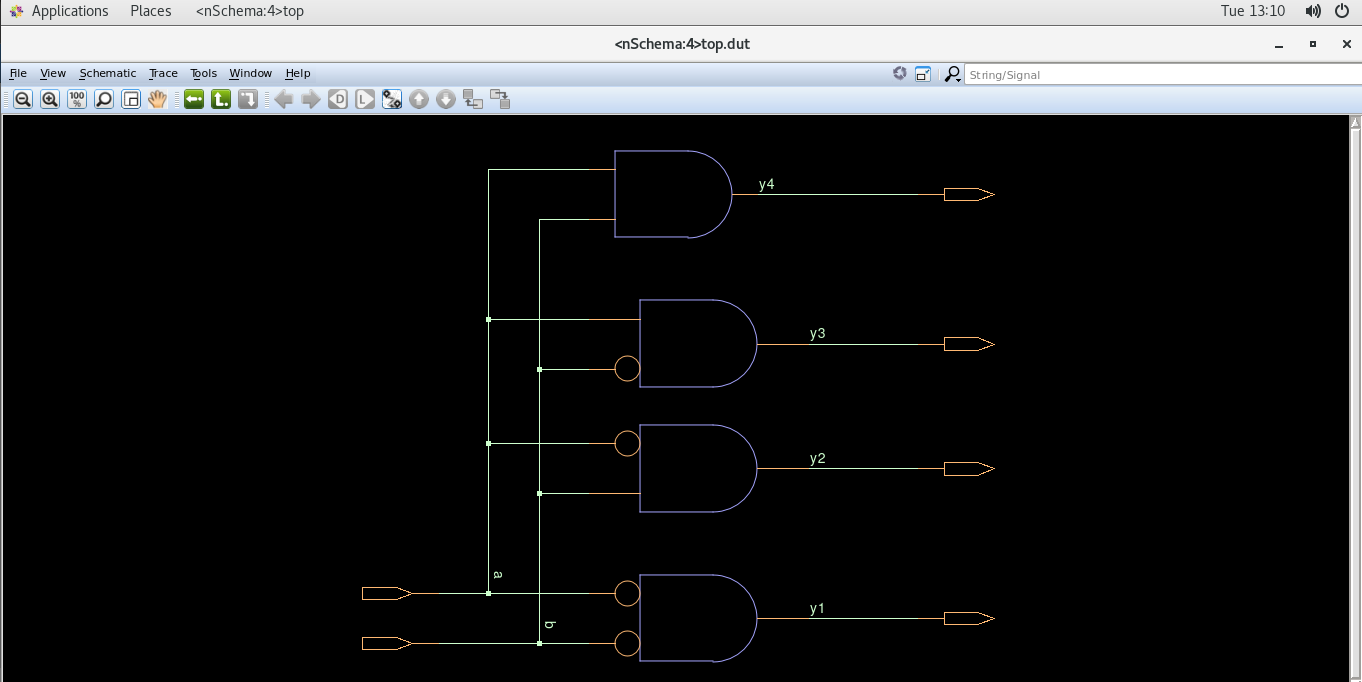 Applications Places <nSchema:4>top Tue 13:10
<nSchema:4>top.dut
File View Schematic Trace Tools Window Help String/Signal
100 % D L
y4
y3
y2
a
y1
b